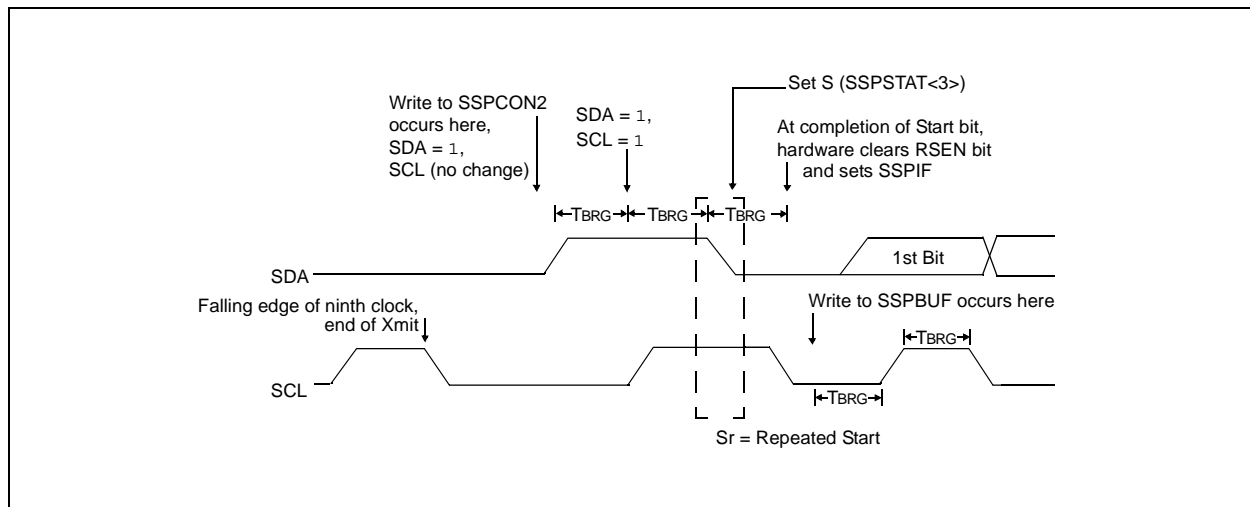 Set S (SSPSTAT<3>)
Write to SSPCON2
occurs here,
SDA = 1,
SCL (no change)
SDA = 1,
SCL = 1
At completion of Start bit,
hardware clears RSEN bit
and sets SSPIF
TBRG
TBRG
TBRG
SDA
1st Bit
Falling edge of ninth clock,
end of Xmit
Write to SSPBUF occurs here
TBRG
SCL
TBRG
Sr = Repeated Start